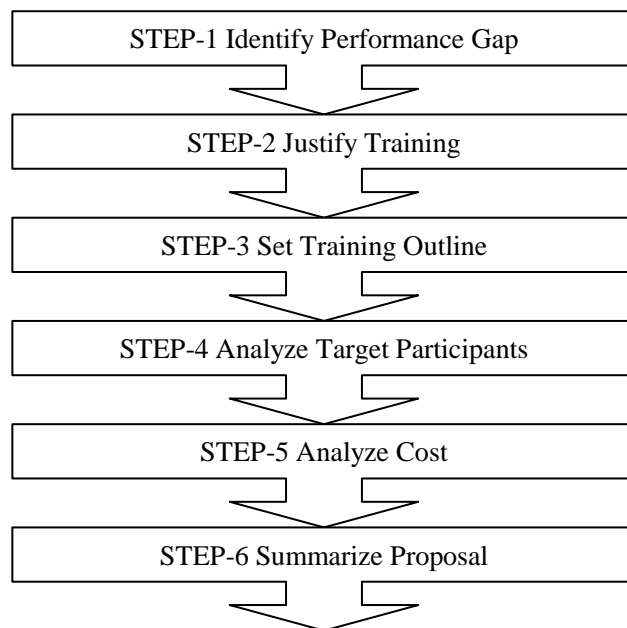 STEP-1 Identify Performance Gap
STEP-2 Justify Training
STEP-3 Set Training Outline
STEP-4 Analyze Target Participants
STEP-5 Analyze Cost
STEP-6 Summarize Proposal